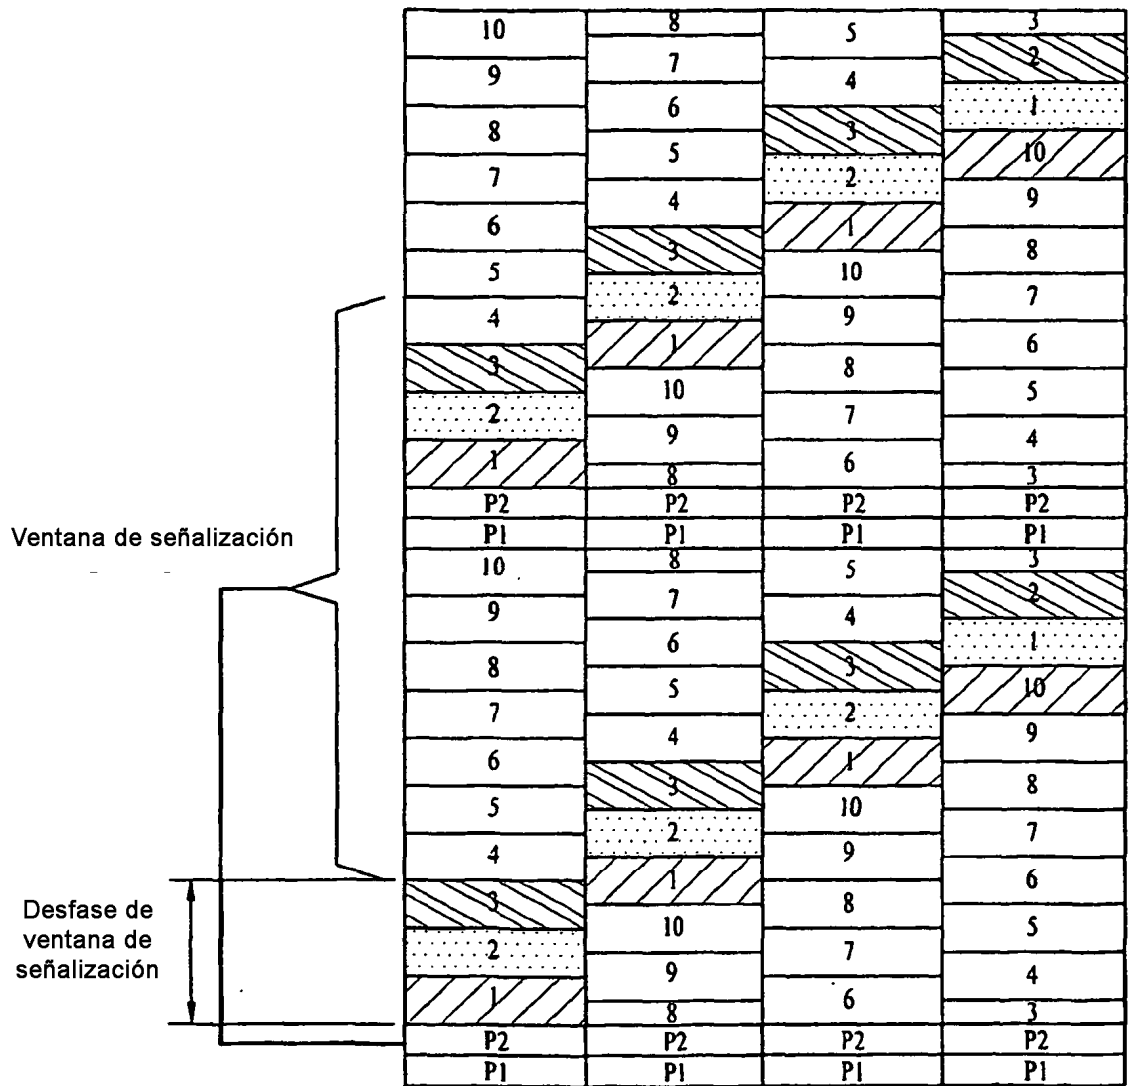 10 8 5 3
9 7 4 2
8 6 3 1
7 5 2 10
6 4 1 9
5 3 10 8
4 2 9 7
3 1 8 6
2 10 7 5
1 9 6 4
8 3
P2 P2 P2 P2
Ventana de señalización
P1 P1 P1 P1
10 8 5 3
9 7 4 2
8 6 3 1
7 5 2 10
6 4 1 9
5 3 10 8
4 2 9 7
3 1 8 6
2 10 7 5
1 9 6 4
8 3
Desfase de
ventana de
señalización
P2 P2 P2 P2
P1 P1 P1 P1